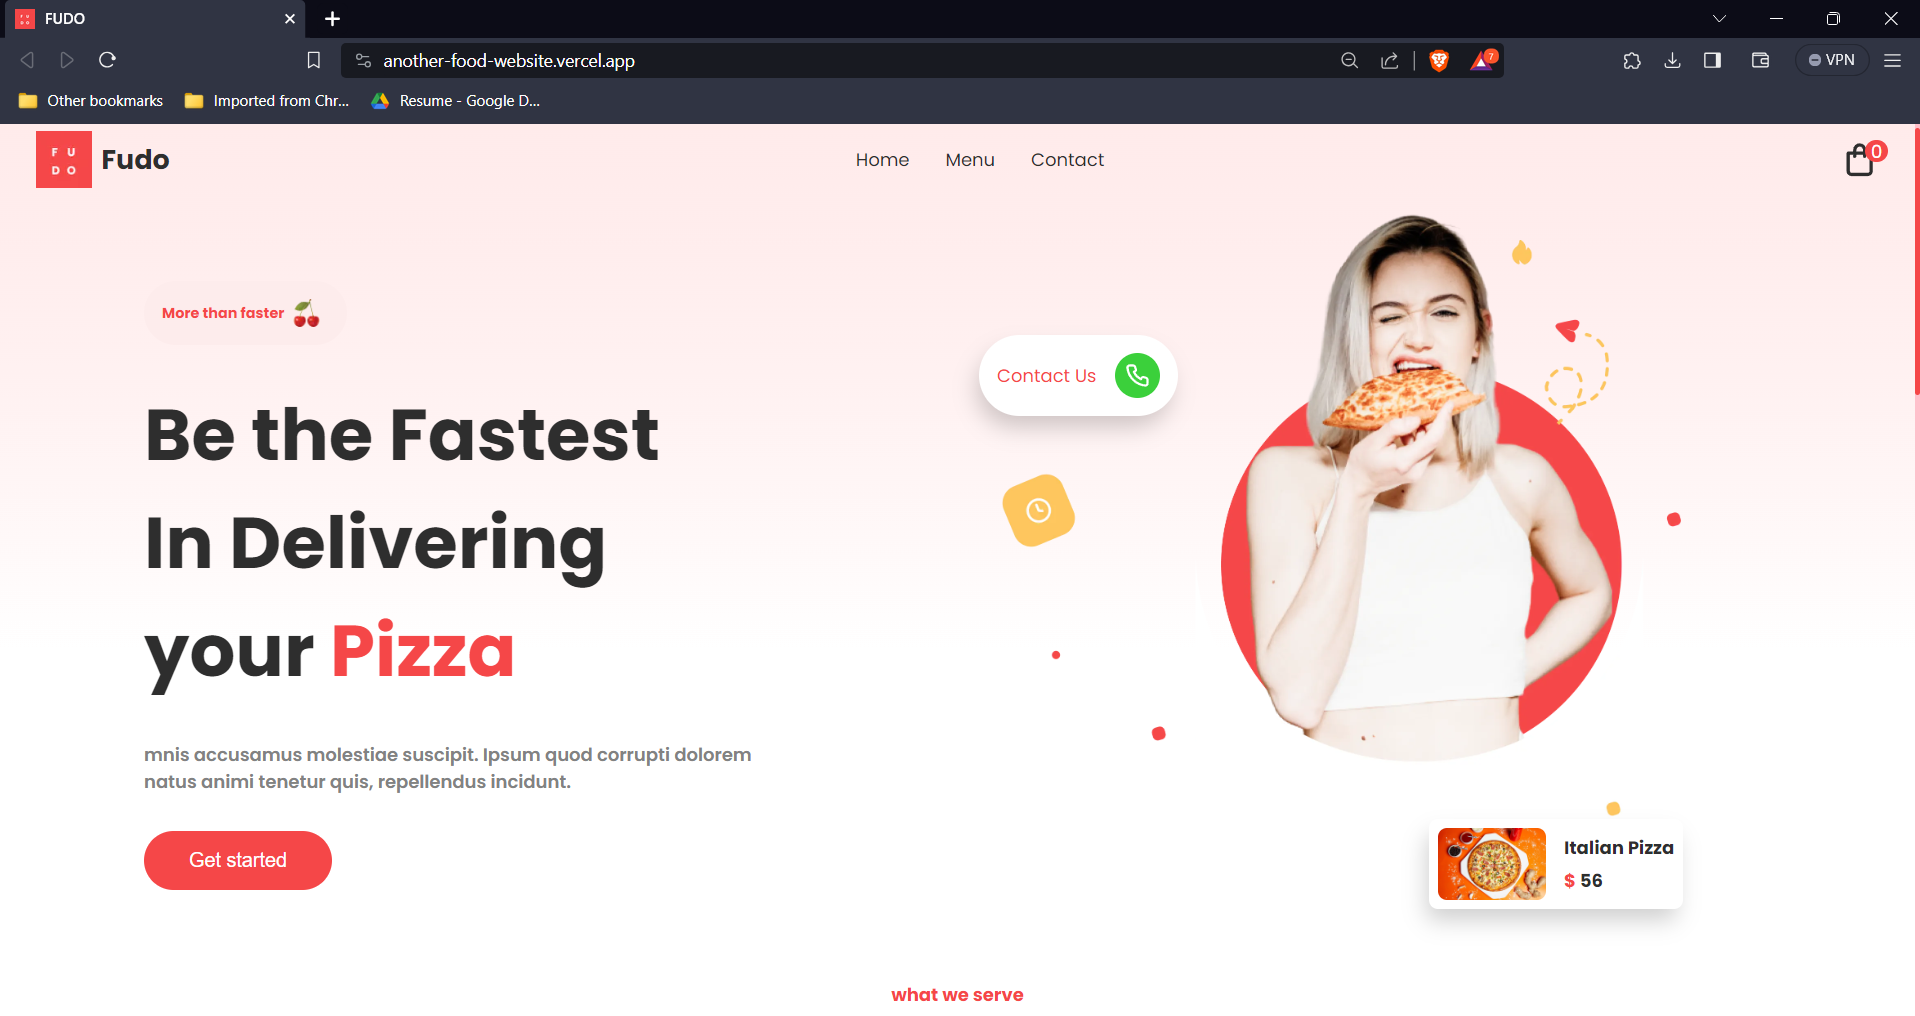 FUDO
another-food-website.vercel.app
7
VPN
Other bookmarks
Imported from Chr...
Resume - Google D...
F U
D O
Fudo
Home
Menu
Contact
0
More than faster
Contact Us
Be the Fastest
In Delivering
your Pizza
mnis accusamus molestiae suscipit. Ipsum quod corrupti dolorem
natus animi tenetur quis, repellendus incidunt.
Get started
Italian Pizza
$ 56
what we serve